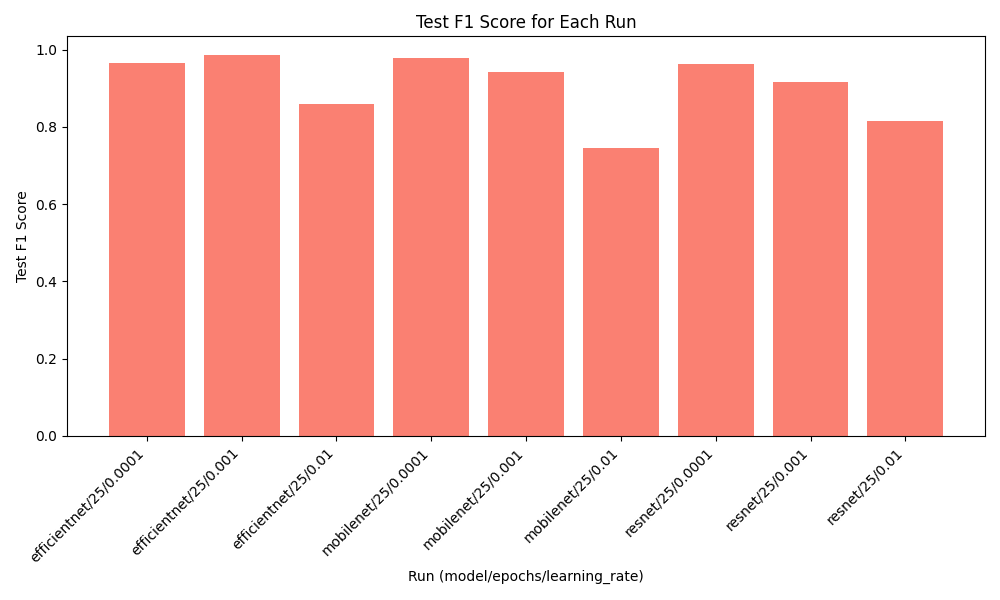 Test F1 Score for Each Run
Test F1 Score
1.0
0.8
0.6
0.4
0.2
0.0
efficientnet/25/0.0001
efficientnet/25/0.001
efficientnet/25/0.01
mobilenet/25/0.0001
mobilenet/25/0.001
mobilenet/25/0.01
resnet/25/0.0001
resnet/25/0.001
resnet/25/0.01
Run (model/epochs/learning_rate)